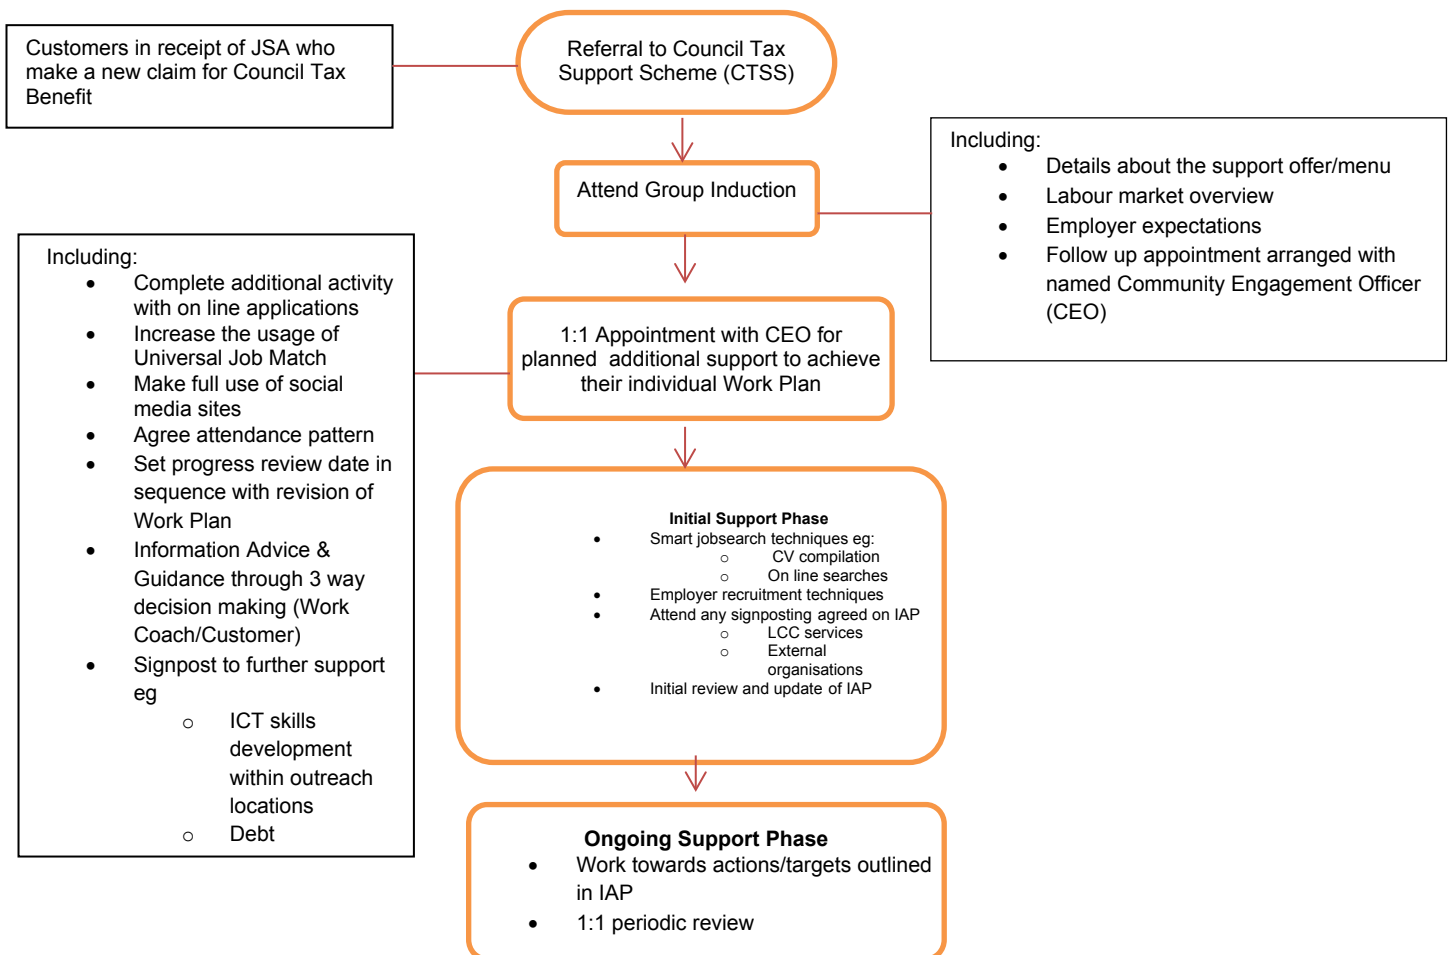 Customers in receipt of JSA who
make a new claim for Council Tax
Benefit
Referral to Council Tax
Support Scheme (CTSS)
Attend Group Induction
Including:
• Details about the support offer/menu
• Labour market overview
• Employer expectations
• Follow up appointment arranged with
named Community Engagement Officer
(CEO)
1:1 Appointment with CEO for
planned additional support to achieve
their individual Work Plan
Including:
• Complete additional activity
with on line applications
• Increase the usage of
Universal Job Match
• Make full use of social
media sites
• Agree attendance pattern
• Set progress review date in
sequence with revision of
Work Plan
• Information Advice &
Guidance through 3 way
decision making (Work
Coach/Customer)
• Signpost to further support
eg
o ICT skills
development
within outreach
locations
o Debt
Initial Support Phase
• Smart jobsearch techniques eg:
o CV compilation
o On line searches
• Employer recruitment techniques
• Attend any signposting agreed on IAP
o LCC services
o External
organisations
• Initial review and update of IAP
Ongoing Support Phase
• Work towards actions/targets outlined
in IAP
• 1:1 periodic review